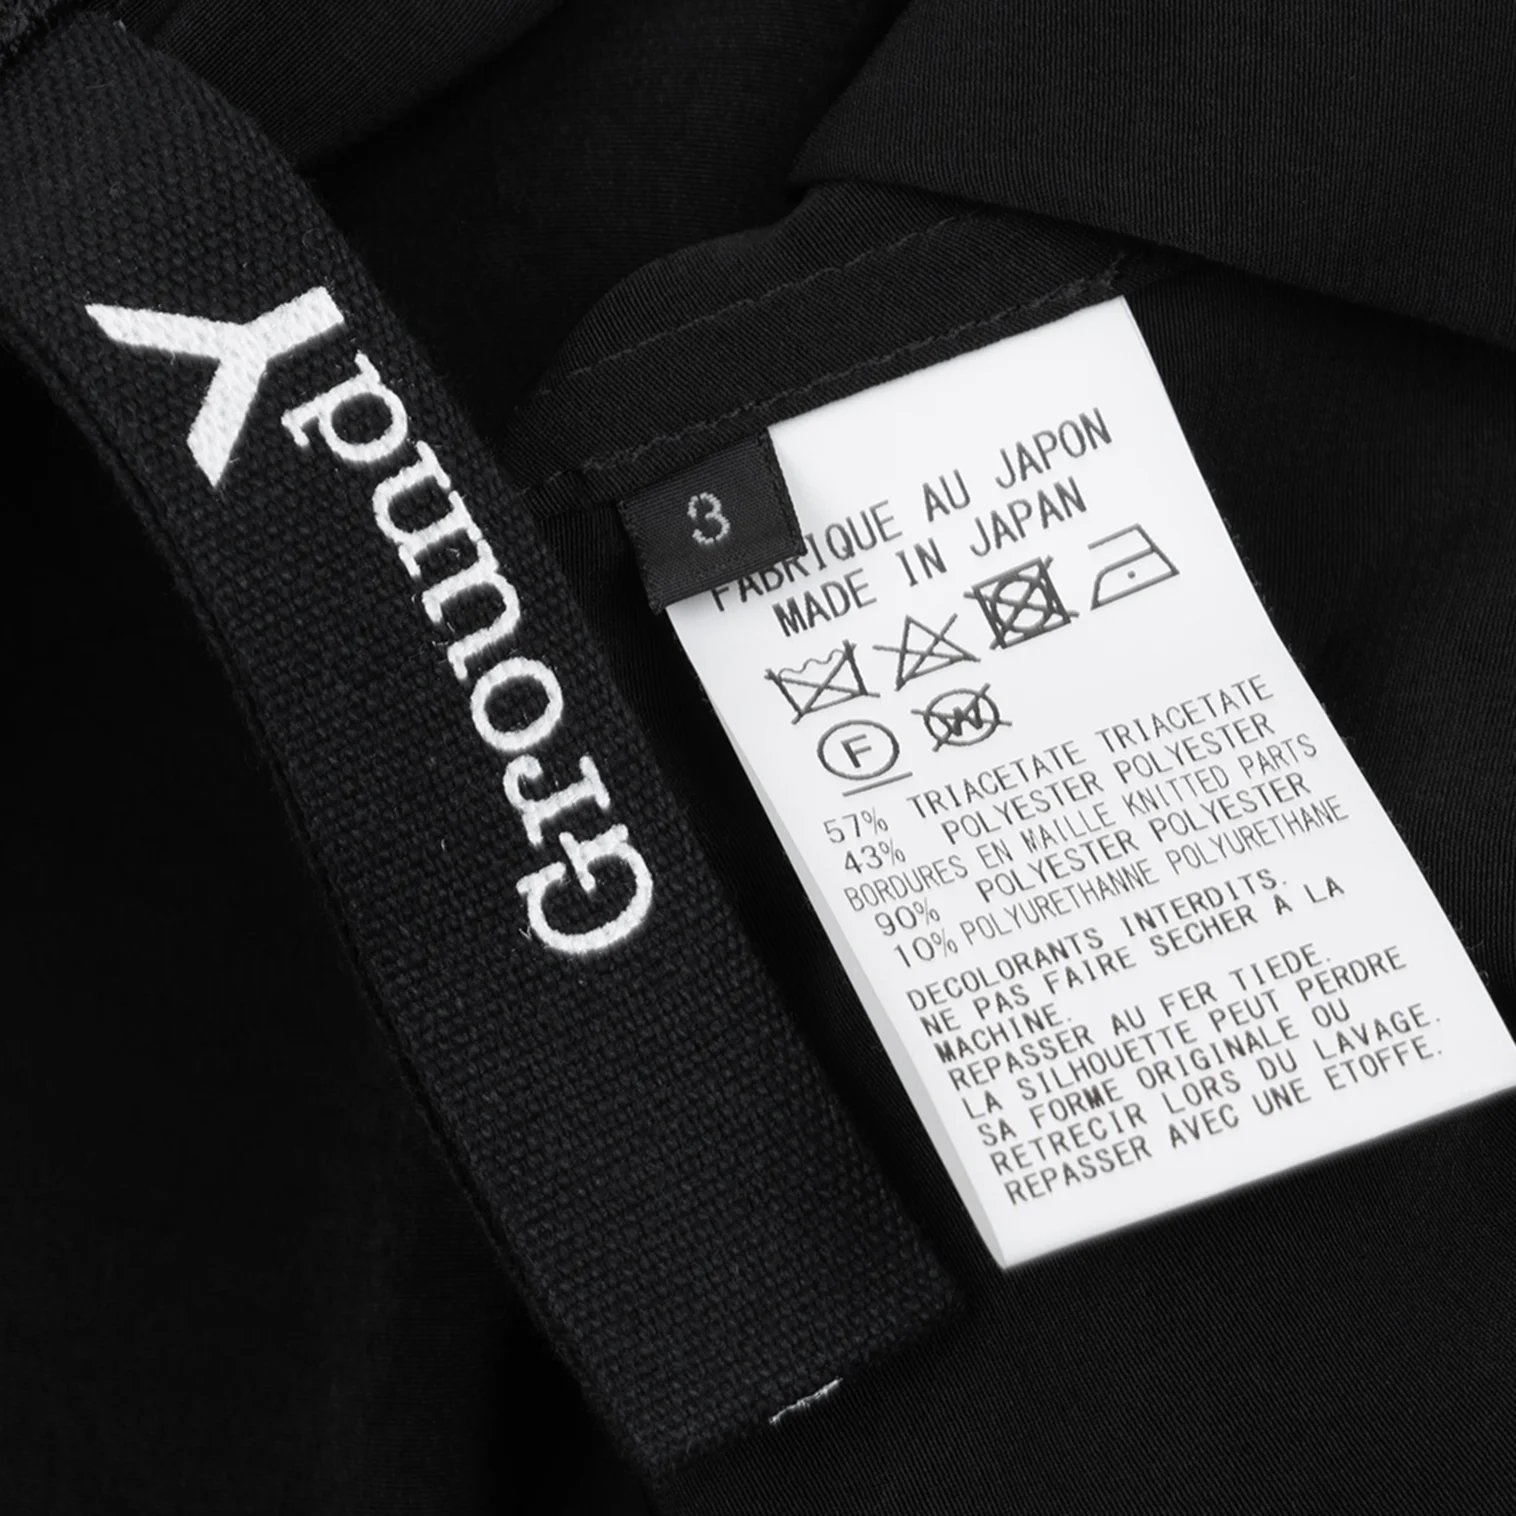 Ground Y
3
FABRIQUE AU JAPON
MADE IN JAPAN
F
W
57% TRIACETATE TRIACETATE
43% POLYESTER POLYESTER
BORDURES EN MAILLE KNITTED PARTS
90% POLYESTER POLYESTER
10% POLYURETHANNE POLYURETHANE
DECOLORANTS INTERDITS.
NE PAS FAIRE SECHER A LA
MACHINE.
REPASSER AU FER TIEDE.
LA SILHOUETTE PEUT PERDRE
SA FORME ORIGINALE OU
RETRECIR LORS DU LAVAGE.
REPASSER AVEC UNE ETOFFE.